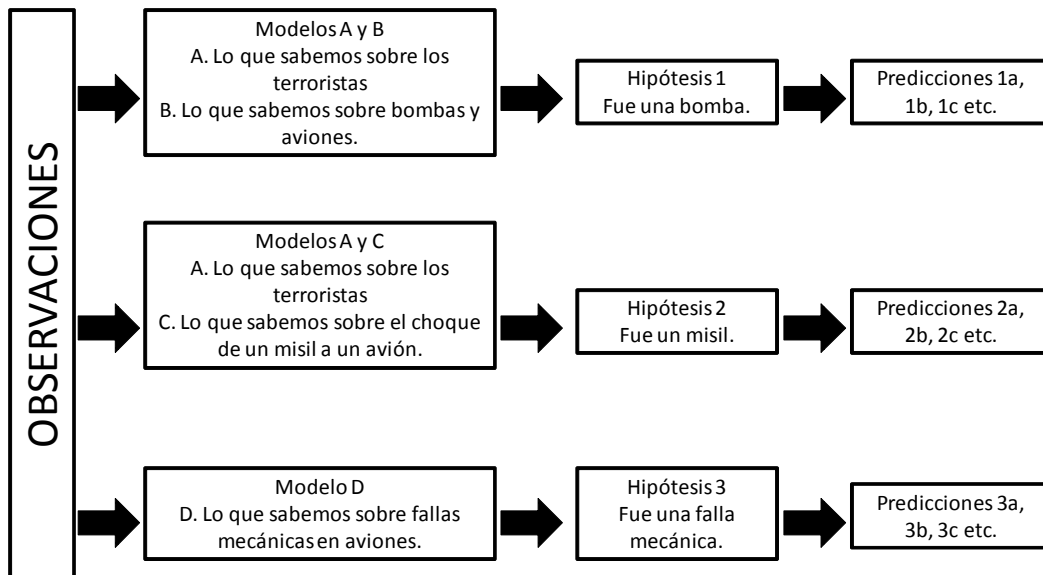 OBSERVACIONES
Modelos A y B
A. Lo que sabemos sobre los
terroristas
B. Lo que sabemos sobre bombas y
aviones.
Hipótesis 1
Fue una bomba.
Predicciones 1a,
1b, 1c etc.
Modelos A y C
A. Lo que sabemos sobre los
terroristas
C. Lo que sabemos sobre el choque
de un misil a un avión.
Hipótesis 2
Fue un misil.
Predicciones 2a,
2b, 2c etc.
Modelo D
D. Lo que sabemos sobre fallas
mecánicas en aviones.
Hipótesis 3
Fue una falla
mecánica.
Predicciones 3a,
3b, 3c etc.